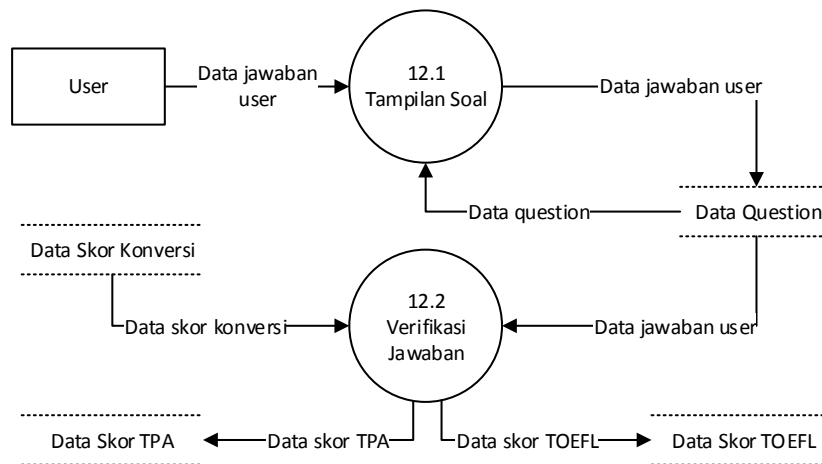 User
Data jawaban
user
12.1
Tampilan Soal
Data jawaban user
Data question
Data Question
Data Skor Konversi
Data skor konversi
12.2
Verifikasi
Jawaban
Data jawaban user
Data Skor TPA
Data skor TPA
Data skor TOEFL
Data Skor TOEFL